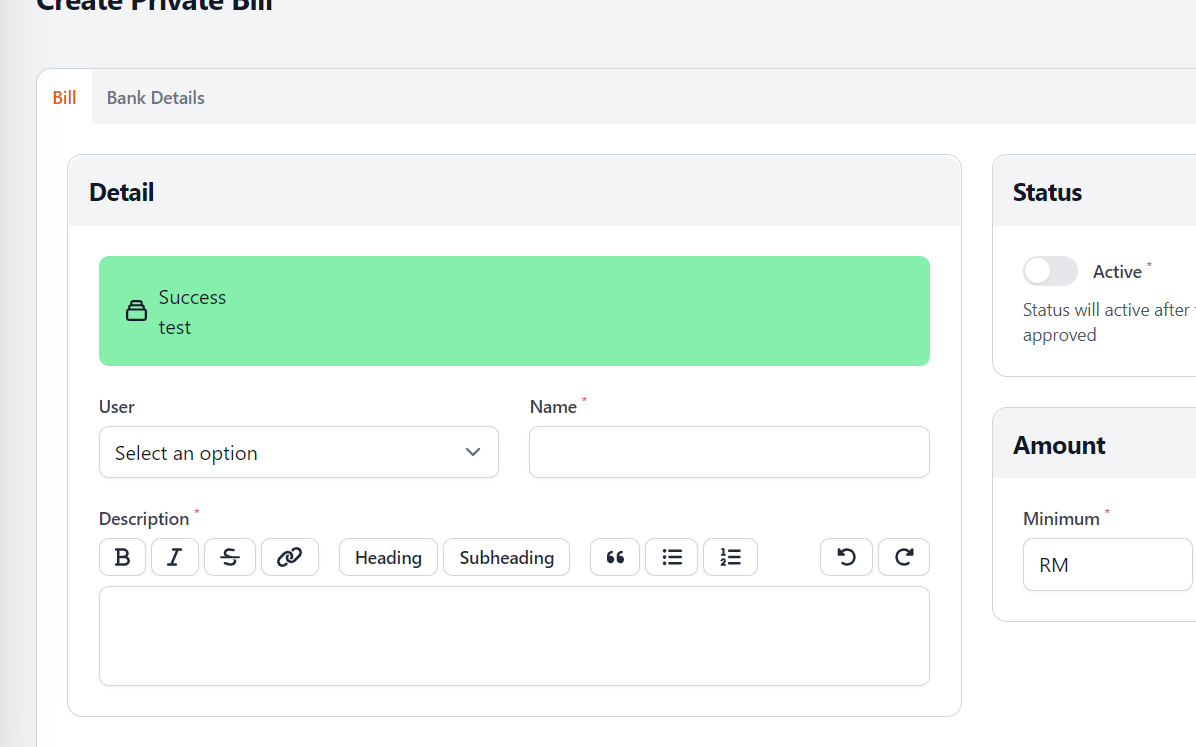 Create Private Bill
Bill
Bank Details
Detail
Success
test
User
Name *
Select an option
Description *
B
I
S
Heading
Subheading
Status
Active *
Status will active after
approved
Amount
Minimum *
RM